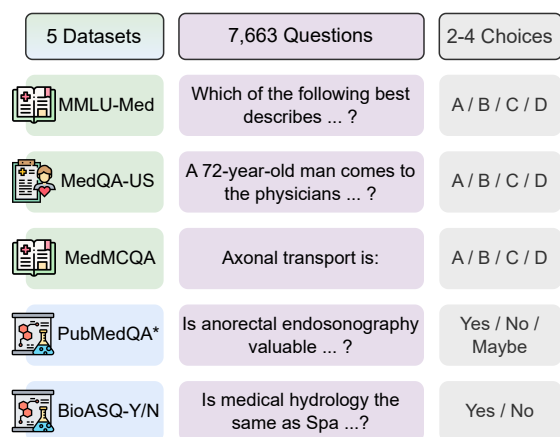 5 Datasets
7,663 Questions
2-4 Choices
MMLU-Med
Which of the following best
describes ... ?
A / B / C / D
MedQA-US
A 72-year-old man comes to
the physicians ... ?
A / B / C / D
MedMCQA
Axonal transport is:
A / B / C / D
PubMedQA*
Is anorectal endosonography
valuable ... ?
Yes / No /
Maybe
BioASQ-Y/N
Is medical hydrology the
same as Spa ...?
Yes / No